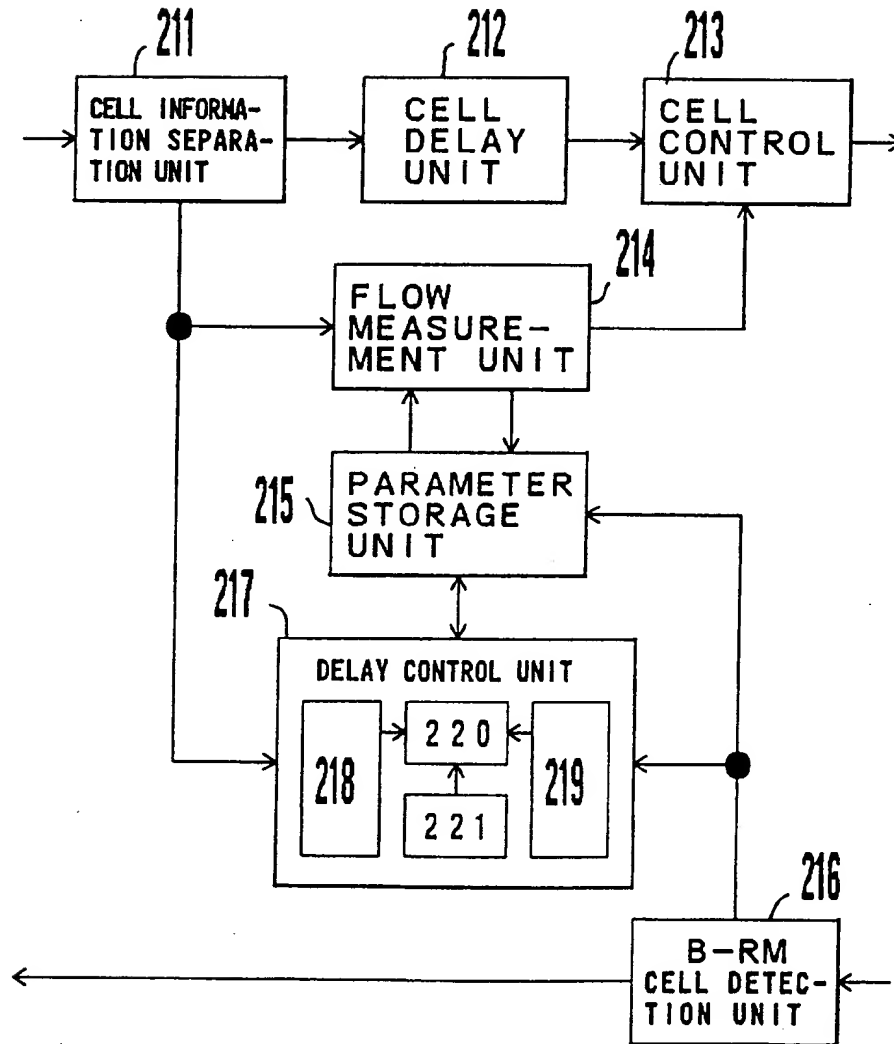 211
212
213
CELL INFORMA-
TION SEPARA-
TION UNIT
CELL
DELAY
UNIT
CELL
CONTROL
UNIT
214
FLOW
MEASURE-
MENT UNIT
215
PARAMETER
STORAGE
UNIT
217
DELAY CONTROL UNIT
218
220
221
219
216
B-RM
CELL DETEC-
TION UNIT